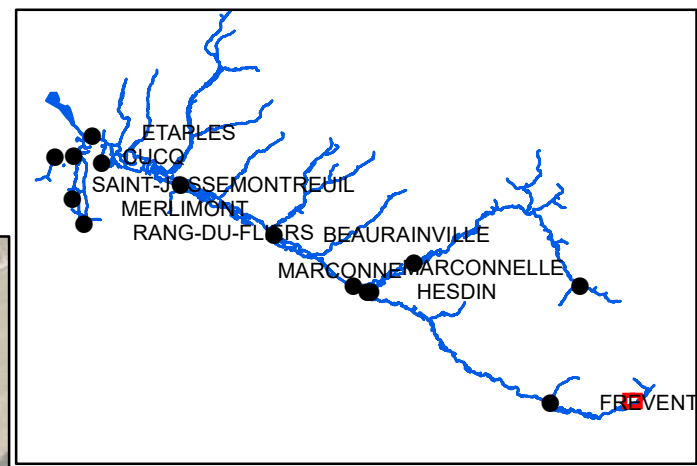 ETAPLES
CUCQ
SAINT-JOSSE
MONTREUIL
MERLIMONT
RANG-DU-FLIERS
BEAURAINVILLE
MARCONNE
MARCONNELLE
HESDIN
FREVENT